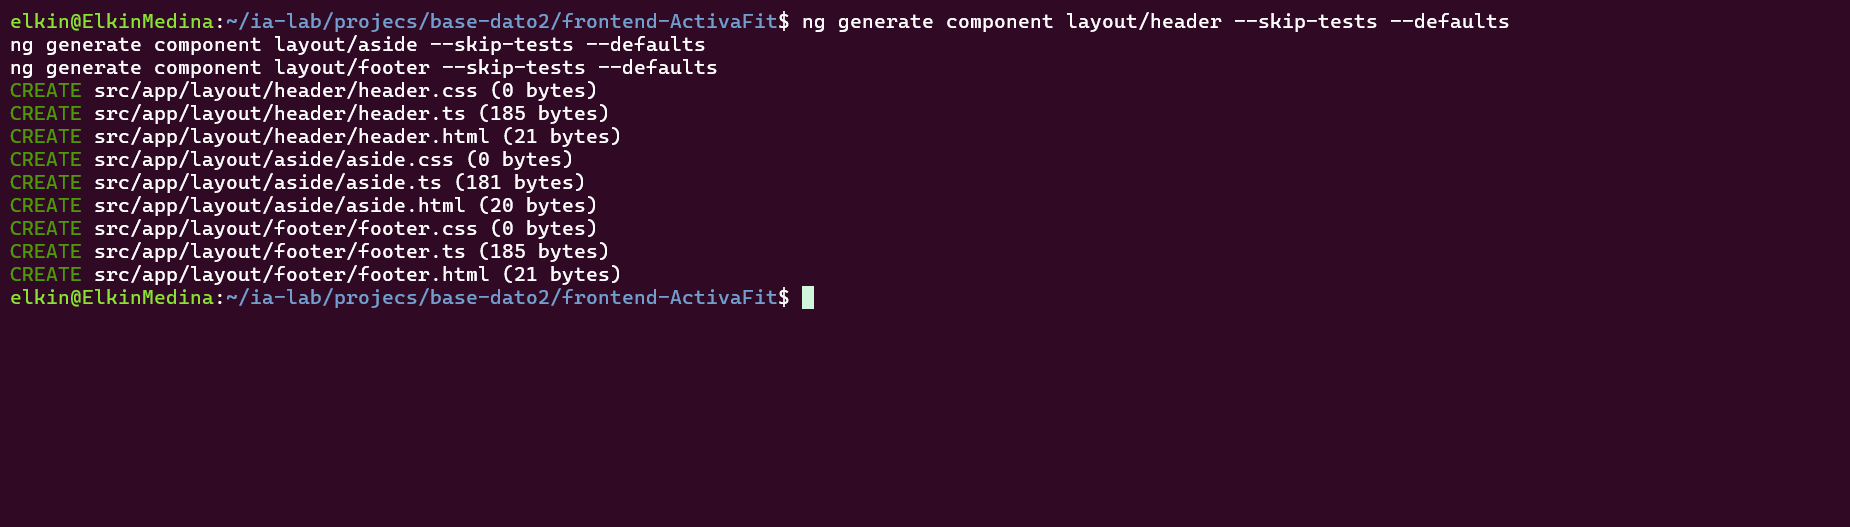 elkin@ElkinMedina:~/ia-lab/projecs/base-dato2/frontend-ActivaFit$ ng generate component layout/header --skip-tests --defaults
ng generate component layout/aside --skip-tests --defaults
ng generate component layout/footer --skip-tests --defaults
CREATE src/app/layout/header/header.css (0 bytes)
CREATE src/app/layout/header/header.ts (185 bytes)
CREATE src/app/layout/header/header.html (21 bytes)
CREATE src/app/layout/aside/aside.css (0 bytes)
CREATE src/app/layout/aside/aside.ts (181 bytes)
CREATE src/app/layout/aside/aside.html (20 bytes)
CREATE src/app/layout/footer/footer.css (0 bytes)
CREATE src/app/layout/footer/footer.ts (185 bytes)
CREATE src/app/layout/footer/footer.html (21 bytes)
elkin@ElkinMedina:~/ia-lab/projecs/base-dato2/frontend-ActivaFit$